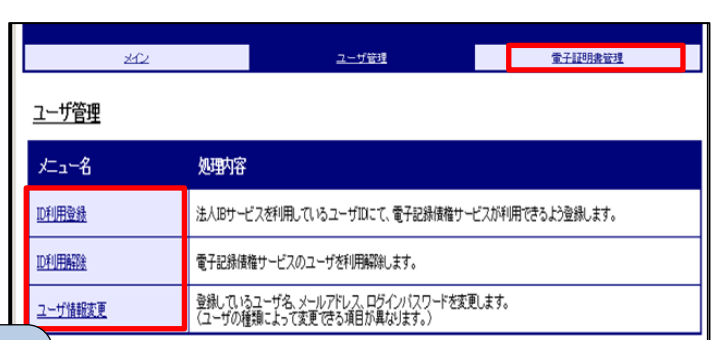 メイン ユーザ管理 電子証明書管理
ユーザ管理
メニュー名 処理内容
ID利用登録 法人IBサービスを利用しているユーザIDにて、電子記録債権サービスが利用できるよう登録します。
ID利用解除 電子記録債権サービスのユーザを利用解除します。
ユーザ情報変更 登録しているユーザ名、メールアドレス、ログインパスワードを変更します。
（ユーザの種類によって変更できる項目が異なります。）